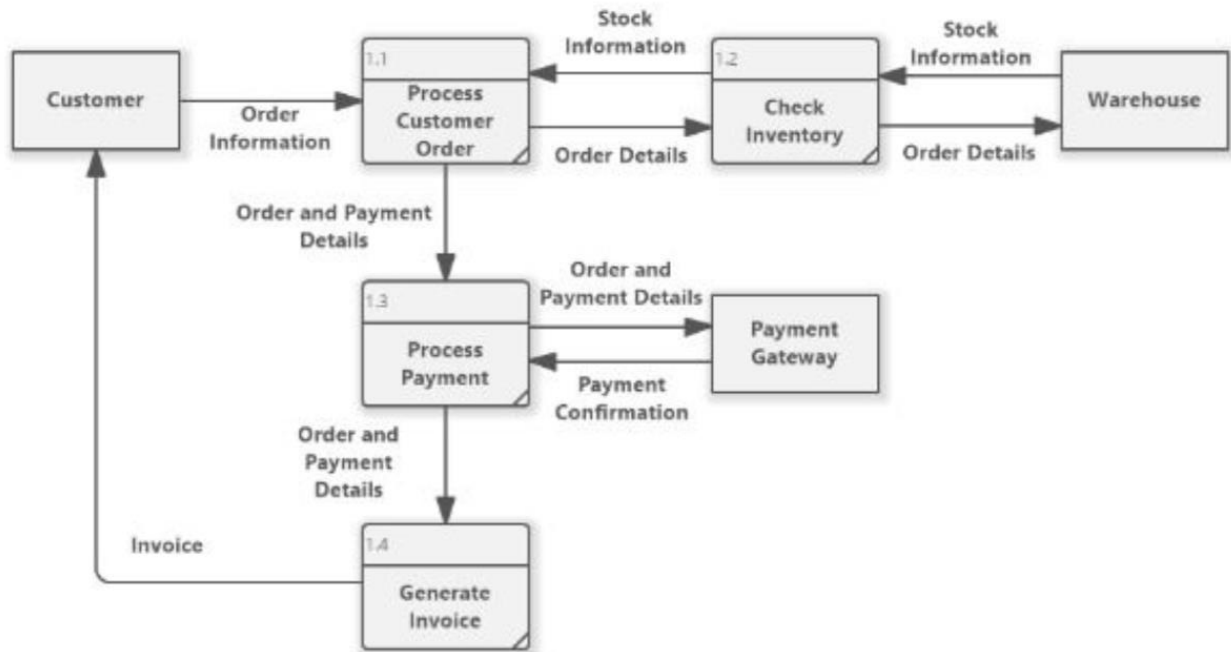 Stock
Information
Stock
Information
1.1
1.2
Customer
Process
Customer
Order
Check
Inventory
Warehouse
Order
Information
Order Details
Order Details
Order and Payment
Details
Order and
Payment Details
1.3
Process
Payment
Payment
Gateway
Payment
Confirmation
Order and
Payment
Details
Invoice
1.4
Generate
Invoice